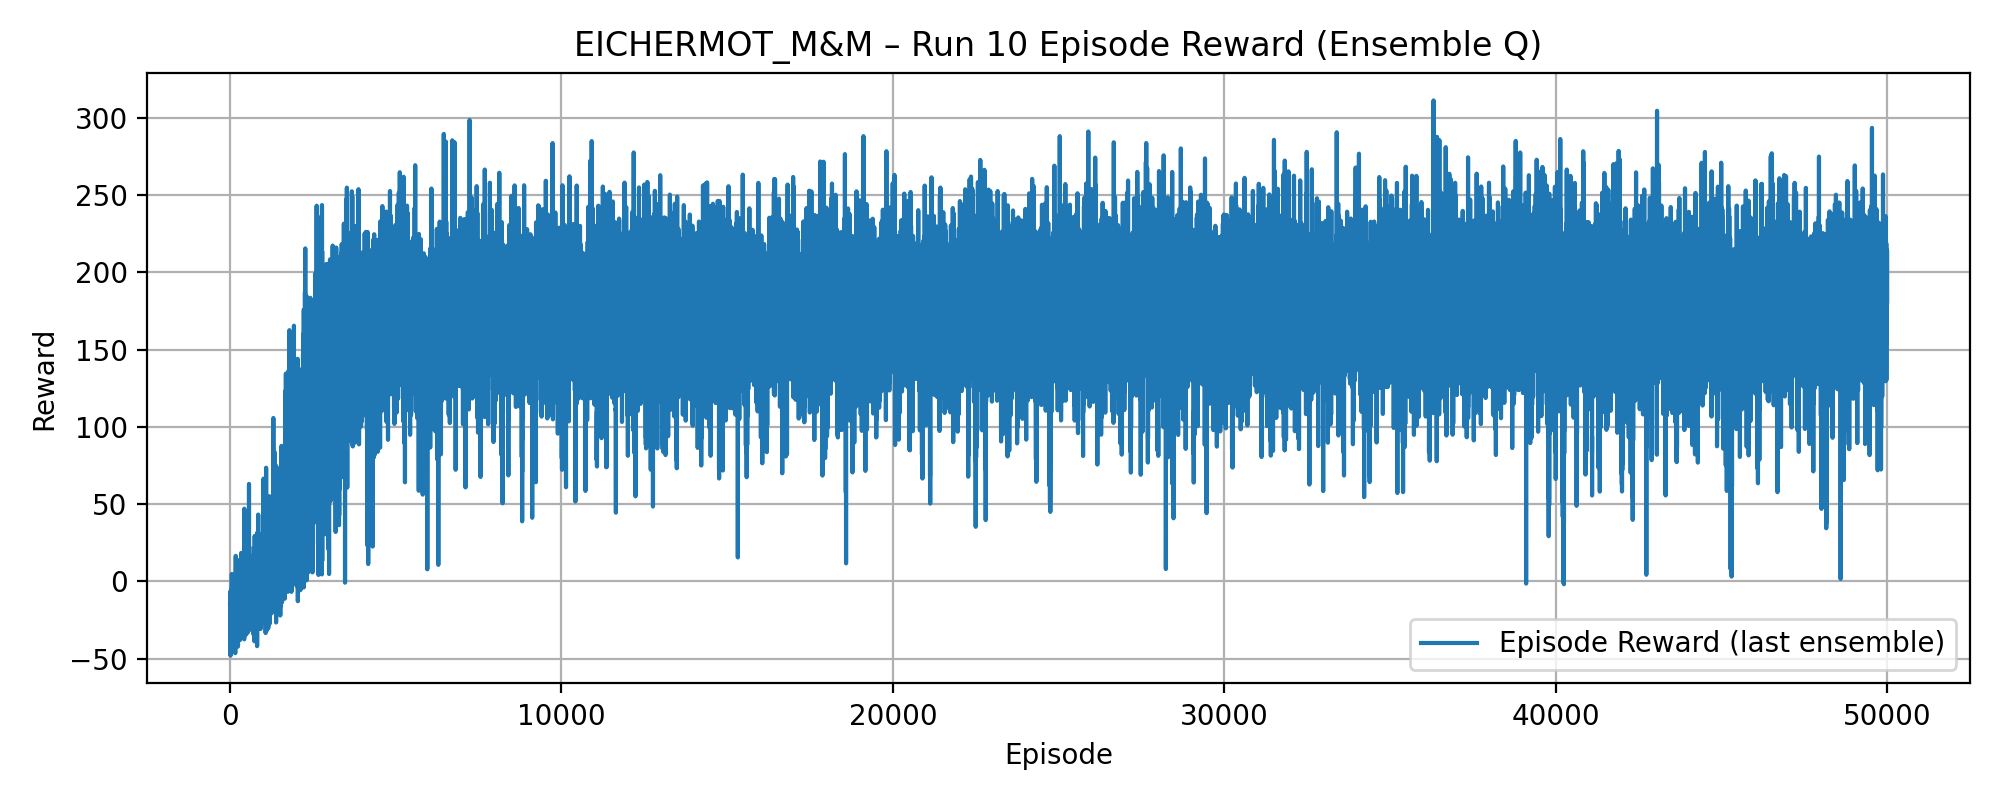 EICHERMOT_M&M – Run 10 Episode Reward (Ensemble Q)
300
250
200
150
100
50
0
−50
Reward
Episode Reward (last ensemble)
0 10000 20000 30000 40000 50000
Episode